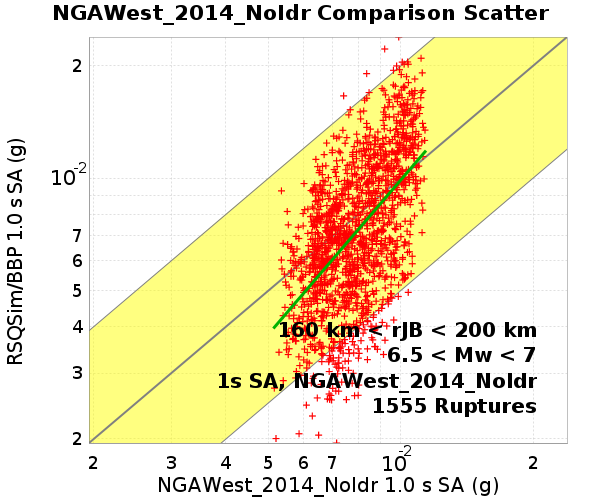 NGAWest_2014_NoIdr Comparison Scatter
RSQSim/BBP 1.0 s SA (g)
2
10-2
7
6
5
4
3
2
160 km < rJB < 200 km
6.5 < Mw < 7
1s SA, NGAWest_2014_NoIdr
1555 Ruptures
2 3 4 5 6 7 10-2 2
NGAWest_2014_NoIdr 1.0 s SA (g)